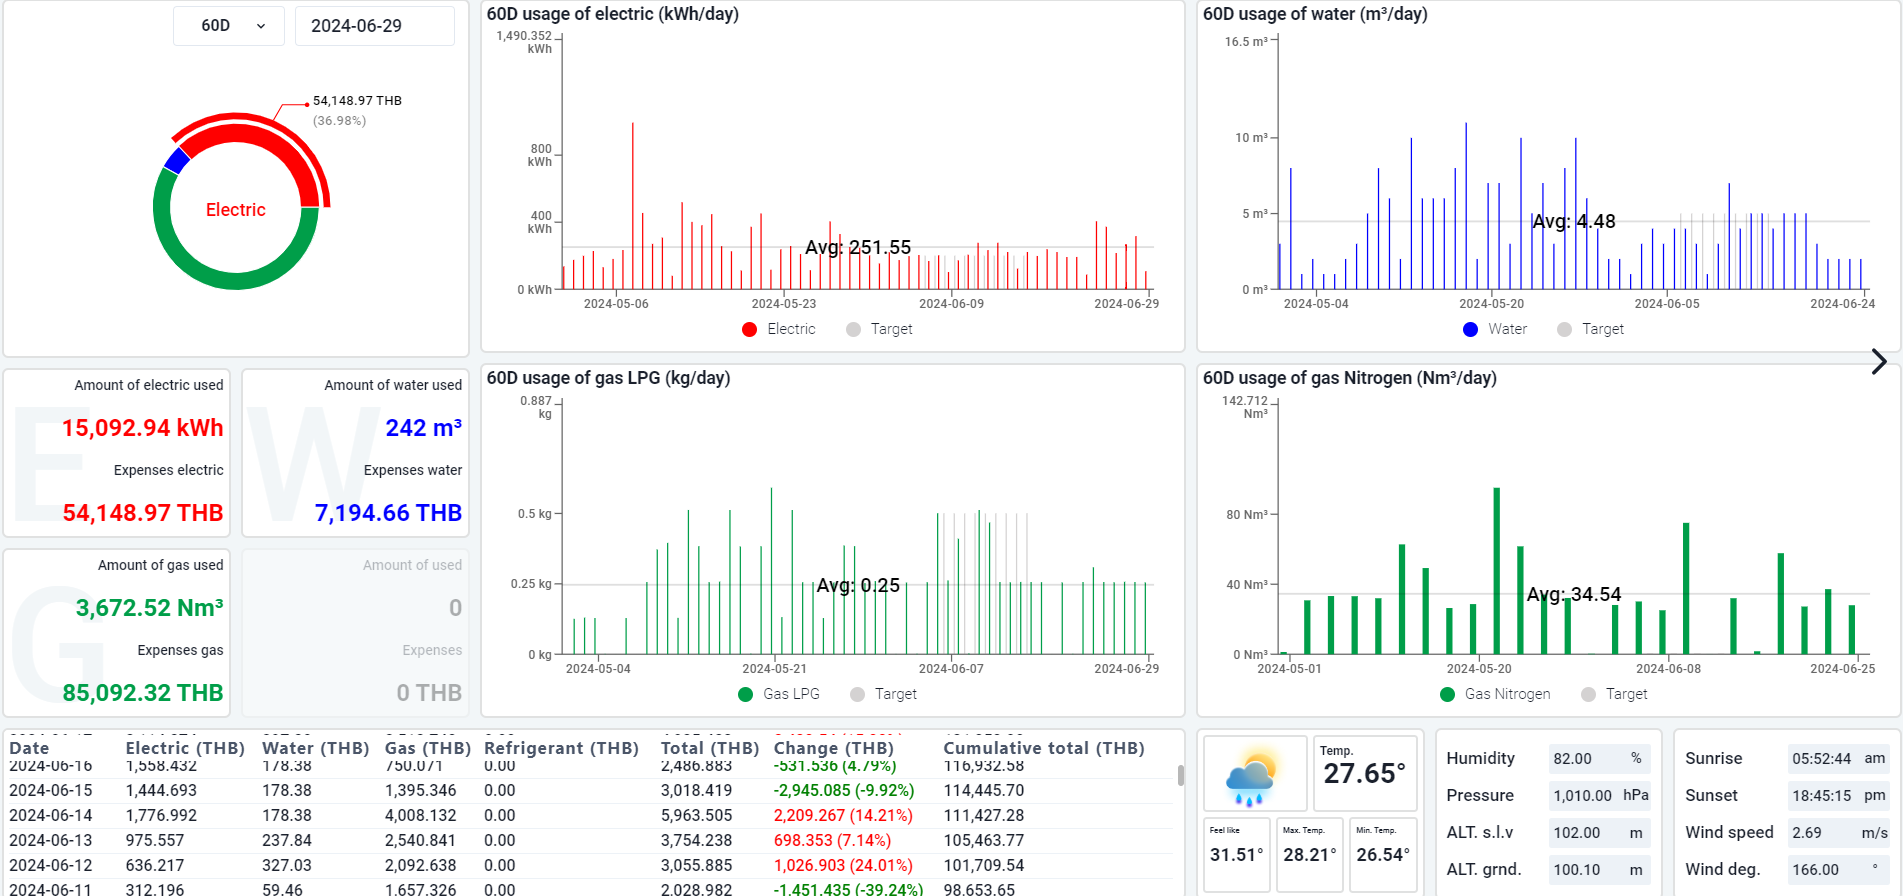 60D
2024-06-29
54,148.97 THB
(36.98%)
Electric
60D usage of electric (kWh/day)
1,490.352
kWh
800
kWh
400
kWh
0 kWh
Avg: 251.55
2024-05-06
2024-05-23
2024-06-09
2024-06-29
Electric
Target
60D usage of water (m³/day)
16.5 m³
10 m³
5 m³
0 m³
Avg: 4.48
2024-05-04
2024-05-20
2024-06-05
2024-06-24
Water
Target
E
Amount of electric used
15,092.94 kWh
Expenses electric
54,148.97 THB
W
Amount of water used
242 m³
Expenses water
7,194.66 THB
G
Amount of gas used
3,672.52 Nm³
Expenses gas
85,092.32 THB
Amount of used
0
Expenses
0 THB
60D usage of gas LPG (kg/day)
0.887
kg
0.5 kg
0.25 kg
0 kg
Avg: 0.25
2024-05-04
2024-05-21
2024-06-07
2024-06-29
Gas LPG
Target
60D usage of gas Nitrogen (Nm³/day)
142.712
Nm³
80 Nm³
40 Nm³
0 Nm³
Avg: 34.54
2024-05-01
2024-05-20
2024-06-08
2024-06-25
Gas Nitrogen
Target
Date Electric (THB) Water (THB) Gas (THB) Refrigerant (THB) Total (THB) Change (THB) Cumulative total (THB)
2024-06-16 1,558.432 178.38 750.071 0.00 2,486.883 -531.536 (4.79%) 116,932.58
2024-06-15 1,444.693 178.38 1,395.346 0.00 3,018.419 -2,945.085 (-9.92%) 114,445.70
2024-06-14 1,776.992 178.38 4,008.132 0.00 5,963.505 2,209.267 (14.21%) 111,427.28
2024-06-13 975.557 237.84 2,540.841 0.00 3,754.238 698.353 (7.14%) 105,463.77
2024-06-12 636.217 327.03 2,092.638 0.00 3,055.885 1,026.903 (24.01%) 101,709.54
2024-06-11 312.196 59.46 1,657.326 0.00 2,028.982 -1,451.435 (-39.24%) 98,653.65
Temp.
27.65°
Feel like
31.51°
Max. Temp.
28.21°
Min. Temp.
26.54°
Humidity 82.00 %
Pressure 1,010.00 hPa
ALT. s.l.v 102.00 m
ALT. grnd. 100.10 m
Sunrise 05:52:44 am
Sunset 18:45:15 pm
Wind speed 2.69 m/s
Wind deg. 166.00 °